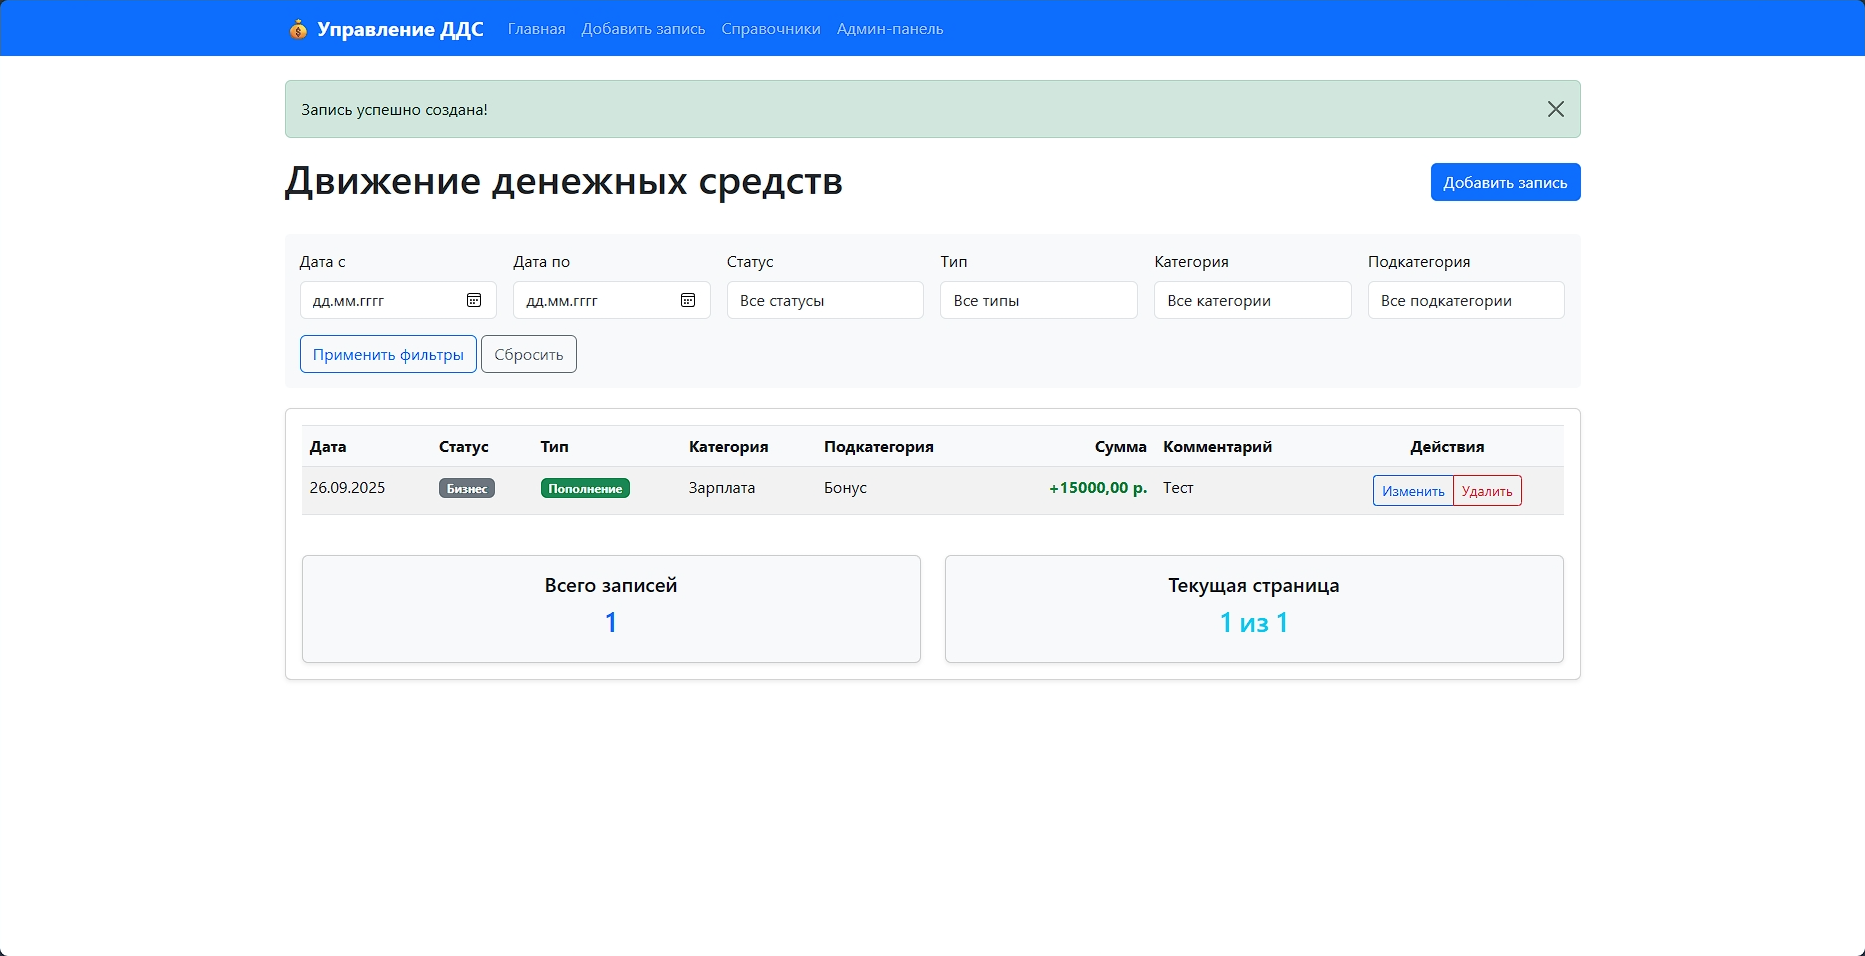 Управление ДДС Главная Добавить запись Справочники Админ-панель
Запись успешно создана!
Движение денежных средств
Добавить запись
Дата с Дата по Статус Тип Категория Подкатегория
дд.мм.гггг дд.мм.гггг Все статусы Все типы Все категории Все подкатегории
Применить фильтры Сбросить
Дата Статус Тип Категория Подкатегория Сумма Комментарий Действия
26.09.2025 Бизнес Пополнение Зарплата Бонус +15000,00 р. Тест Изменить Удалить
Всего записей Текущая страница
1 1 из 1